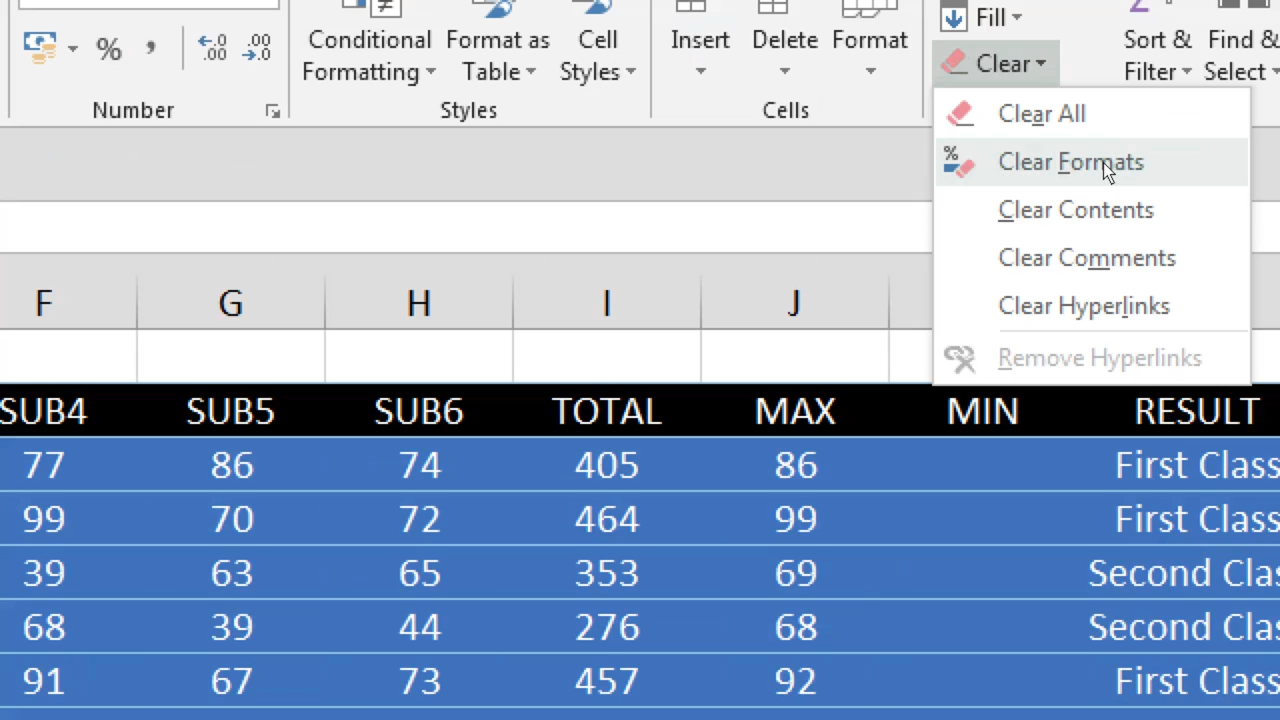 % , ←.0 .00 .00 →.0
Conditional Formatting
Format as Table
Cell Styles
Insert
Delete
Format
Fill
Clear
Sort & Filter
Find & Select
Number
Styles
Cells
Clear All
Clear Formats
Clear Contents
Clear Comments
Clear Hyperlinks
Remove Hyperlinks
F G H I J
SUB4 SUB5 SUB6 TOTAL MAX MIN RESULT
77 86 74 405 86 First Class
99 70 72 464 99 First Class
39 63 65 353 69 Second Clas
68 39 44 276 68 Second Clas
91 67 73 457 92 First Class